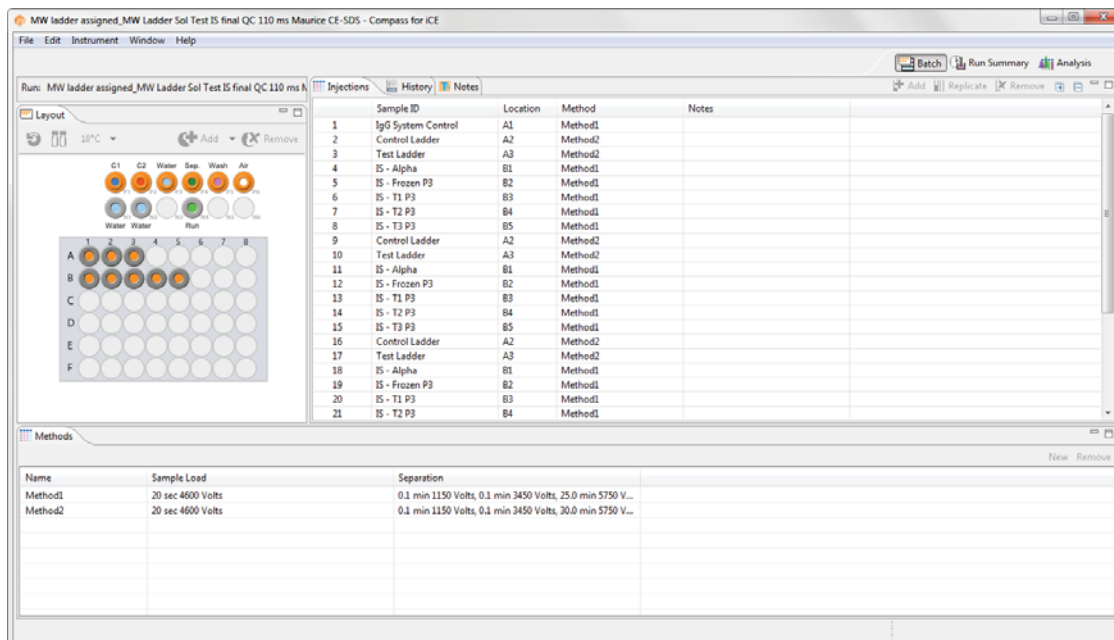 MW ladder assigned_MW Ladder Sol Test IS final QC 110 ms Maurice CE-SDS - Compass for iCE
File Edit Instrument Window Help
Batch Run Summary Analysis
Run: MW ladder assigned_MW Ladder Sol Test IS final QC 110 ms M
Injections History Notes
Add Replicate Remove
Layout
10°C Add Remove
C1 C2 Water Sep. Wash Air
Water Water Run
1 2 3 4 5 6 7 8
A
B
C
D
E
F
Sample ID Location Method Notes
1 IgG System Control A1 Method1
2 Control Ladder A2 Method2
3 Test Ladder A3 Method2
4 IS - Alpha B1 Method1
5 IS - Frozen P3 B2 Method1
6 IS - T1 P3 B3 Method1
7 IS - T2 P3 B4 Method1
8 IS - T3 P3 B5 Method1
9 Control Ladder A2 Method2
10 Test Ladder A3 Method2
11 IS - Alpha B1 Method1
12 IS - Frozen P3 B2 Method1
13 IS - T1 P3 B3 Method1
14 IS - T2 P3 B4 Method1
15 IS - T3 P3 B5 Method1
16 Control Ladder A2 Method2
17 Test Ladder A3 Method2
18 IS - Alpha B1 Method1
19 IS - Frozen P3 B2 Method1
20 IS - T1 P3 B3 Method1
21 IS - T2 P3 B4 Method1
Methods
New Remove
Name Sample Load Separation
Method1 20 sec 4600 Volts 0.1 min 1150 Volts, 0.1 min 3450 Volts, 25.0 min 5750 V...
Method2 20 sec 4600 Volts 0.1 min 1150 Volts, 0.1 min 3450 Volts, 30.0 min 5750 V...